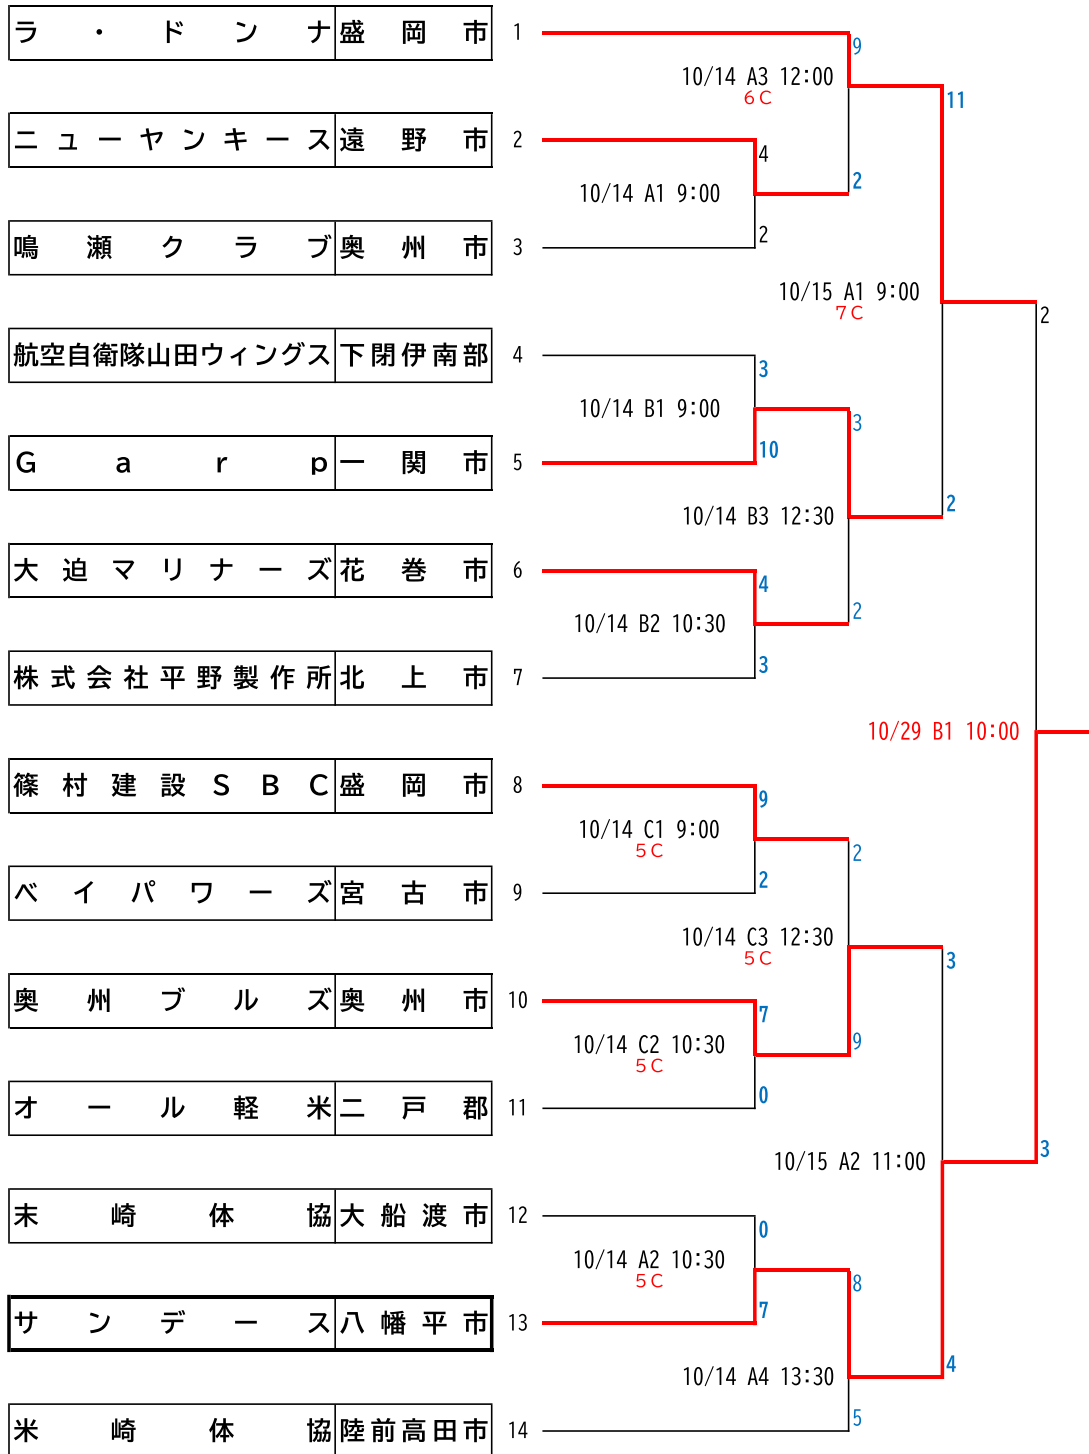 ラ・ドンナ 盛岡市 1
9
10/14 A3 12:00
6C
11
ニューヤンキース 遠野市 2
4
10/14 A1 9:00
2
2
鳴瀬クラブ 奥州市 3
10/15 A1 9:00
7C
2
航空自衛隊山田ウィングス 下閉伊南部 4
3
10/14 B1 9:00
3
10
Garp 一関市 5
2
10/14 B3 12:30
大迫マリナーズ 花巻市 6
4
2
10/14 B2 10:30
3
株式会社平野製作所 北上市 7
10/29 B1 10:00
篠村建設SBC 盛岡市 8
9
10/14 C1 9:00
5C
2
2
ベイパワーズ 宮古市 9
10/14 C3 12:30
5C
3
奥州ブルズ 奥州市 10
7
10/14 C2 10:30
5C
9
0
オール軽米 二戸郡 11
3
10/15 A2 11:00
末崎体協 大船渡市 12
0
10/14 A2 10:30
5C
8
7
サンデース 八幡平市 13
4
10/14 A4 13:30
5
米崎体協 陸前高田市 14